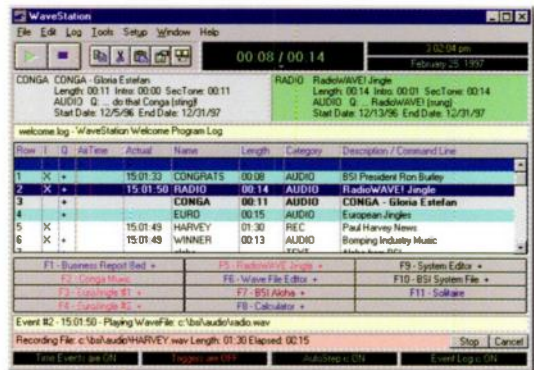 WaveStation
File Edit Log Tools Setup Window Help
00:08 / 00:14
3:02:04 pm
February 25, 1997
CONGA CONGA - Gloria Estefan
Length: 00:11 Intro: 00:00 SecTone: 00:14
AUDIO Q: ... do that Conga [sting]!
Start Date: 12/5/96 End Date: 12/31/97
RADIO RadioWAVE! Jingle
Length: 00:14 Intro: 00:01 SecTone: 00:14
AUDIO Q: ... RadioWAVE! [sung]
Start Date: 12/13/96 End Date: 12/31/97
welcome.log - WaveStation Welcome Program Log
Row I Q AirTime Actual Name Length Category Description / Command Line
1 X + 15:01:33 CONGRATS 00:08 AUDIO BSI President Ron Burley
2 X + 15:01:50 RADIO 00:14 AUDIO RadioWAVE! Jingle
3 + CONGA 00:11 AUDIO CONGA - Gloria Estefan
4 + EURO 00:15 AUDIO European Jingles
5 X 15:01:49 HARVEY 01:30 REC Paul Harvey News
6 X + 15:01:49 WINNER 00:13 AUDIO Bomping Industry Music
F1 - Business Report Bed +
F5 - RadioWAVE Jingle +
F9 - System Editor +
F2 - Conga Music
F6 - Wave File Editor +
F10 - BSI System File +
F3 - EuroJingle #1 +
F7 - BSI Aloha +
F11 - Solitaire
F4 - EuroJingle #2 +
F8 - Calculator +
Event #2 - 15:01:50 - Playing WaveFile: c:\bsi\audio\radio.wav
Recording File: c:\bsi\audio\HARVEY.wav Length: 01:30 Elapsed: 00:15
Stop Cancel
Time Events are ON
Triggers are OFF
AutoStep is ON
Event Log is ON